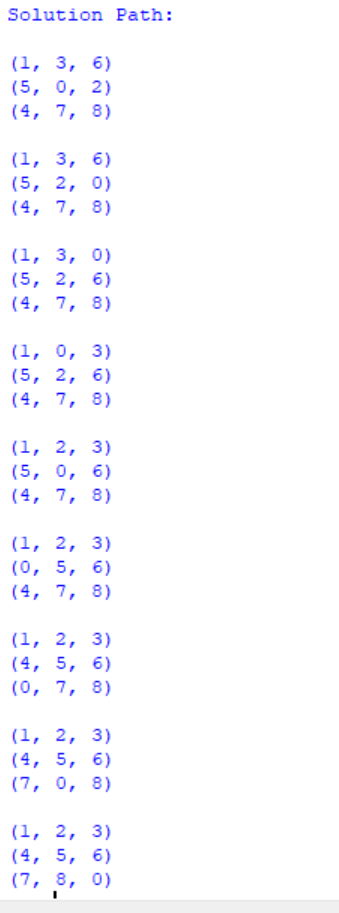 Solution Path:
(1, 3, 6)
(5, 0, 2)
(4, 7, 8)
(1, 3, 6)
(5, 2, 0)
(4, 7, 8)
(1, 3, 0)
(5, 2, 6)
(4, 7, 8)
(1, 0, 3)
(5, 2, 6)
(4, 7, 8)
(1, 2, 3)
(5, 0, 6)
(4, 7, 8)
(1, 2, 3)
(0, 5, 6)
(4, 7, 8)
(1, 2, 3)
(4, 5, 6)
(0, 7, 8)
(1, 2, 3)
(4, 5, 6)
(7, 0, 8)
(1, 2, 3)
(4, 5, 6)
(7, 8, 0)